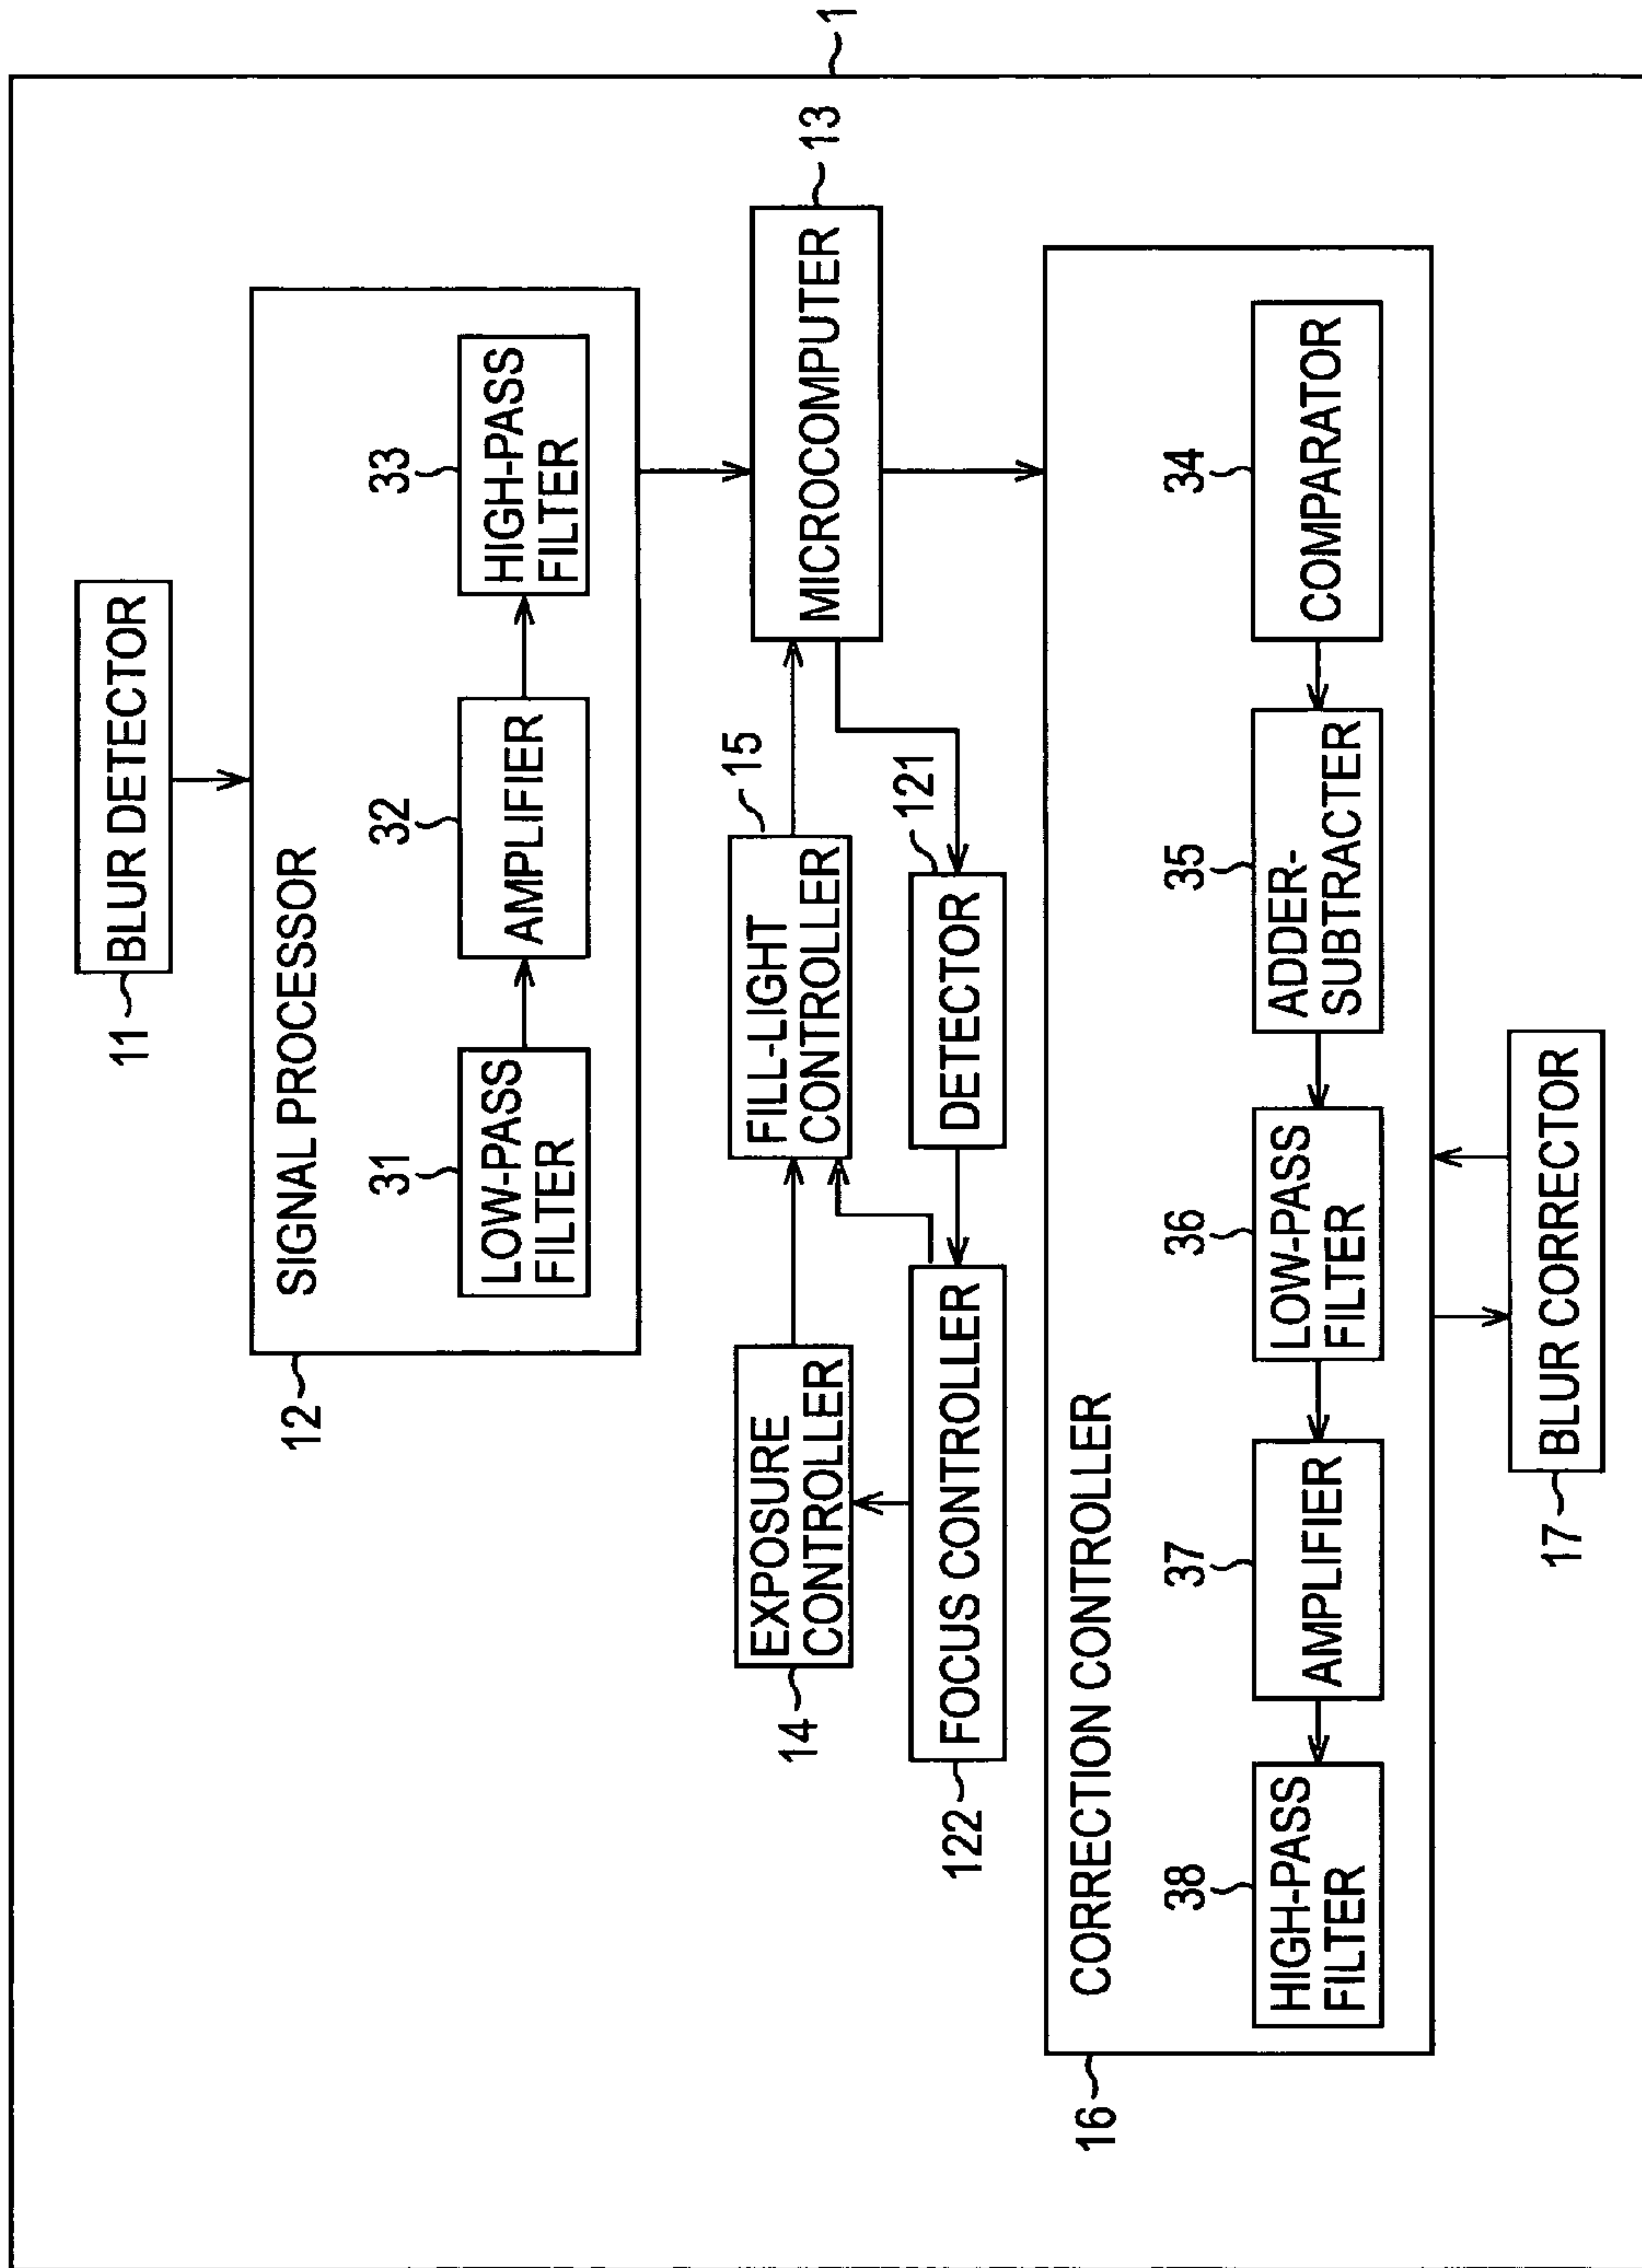 1
11
BLUR DETECTOR
12
SIGNAL PROCESSOR
31
LOW-PASS
FILTER
32
AMPLIFIER
33
HIGH-PASS
FILTER
14
EXPOSURE
CONTROLLER
15
FILL-LIGHT
CONTROLLER
13
MICROCOMPUTER
122
FOCUS CONTROLLER
121
DETECTOR
16
CORRECTION CONTROLLER
38
HIGH-PASS
FILTER
37
AMPLIFIER
36
LOW-PASS
FILTER
35
ADDER-
SUBTRACTER
34
COMPARATOR
17
BLUR CORRECTOR